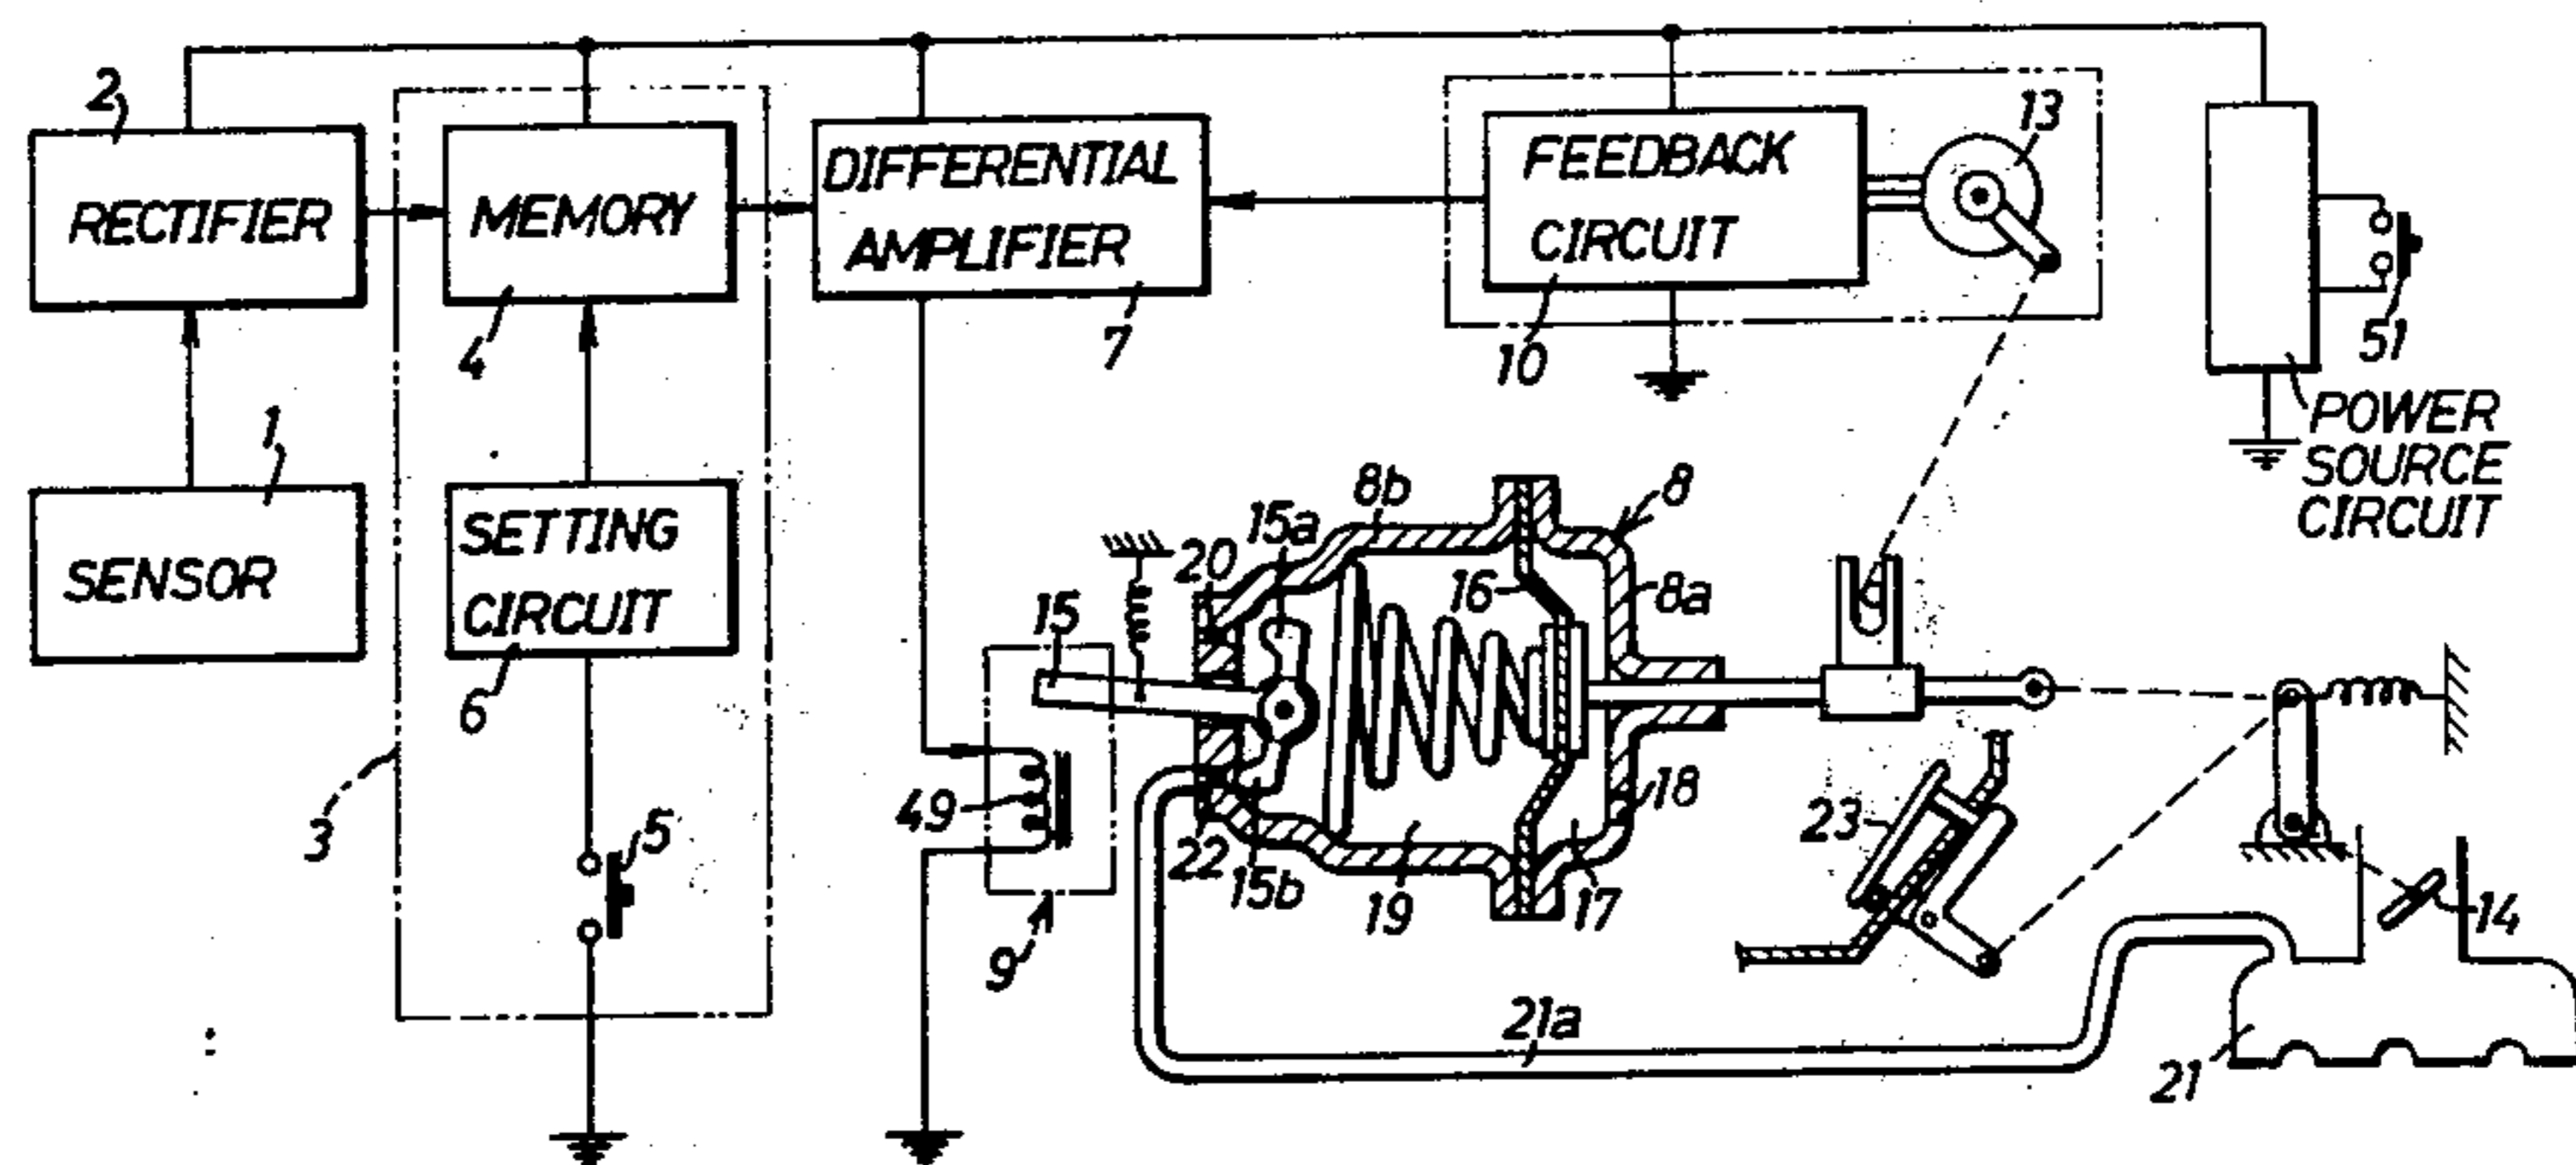 2
RECTIFIER
MEMORY
4
DIFFERENTIAL
AMPLIFIER
7
FEEDBACK
CIRCUIT
10
13
51
POWER
SOURCE
CIRCUIT
1
SENSOR
SETTING
CIRCUIT
6
5
3
15
20
15a
8b
8
16
8a
49
22
15b
19
17
18
9
23
14
21a
21